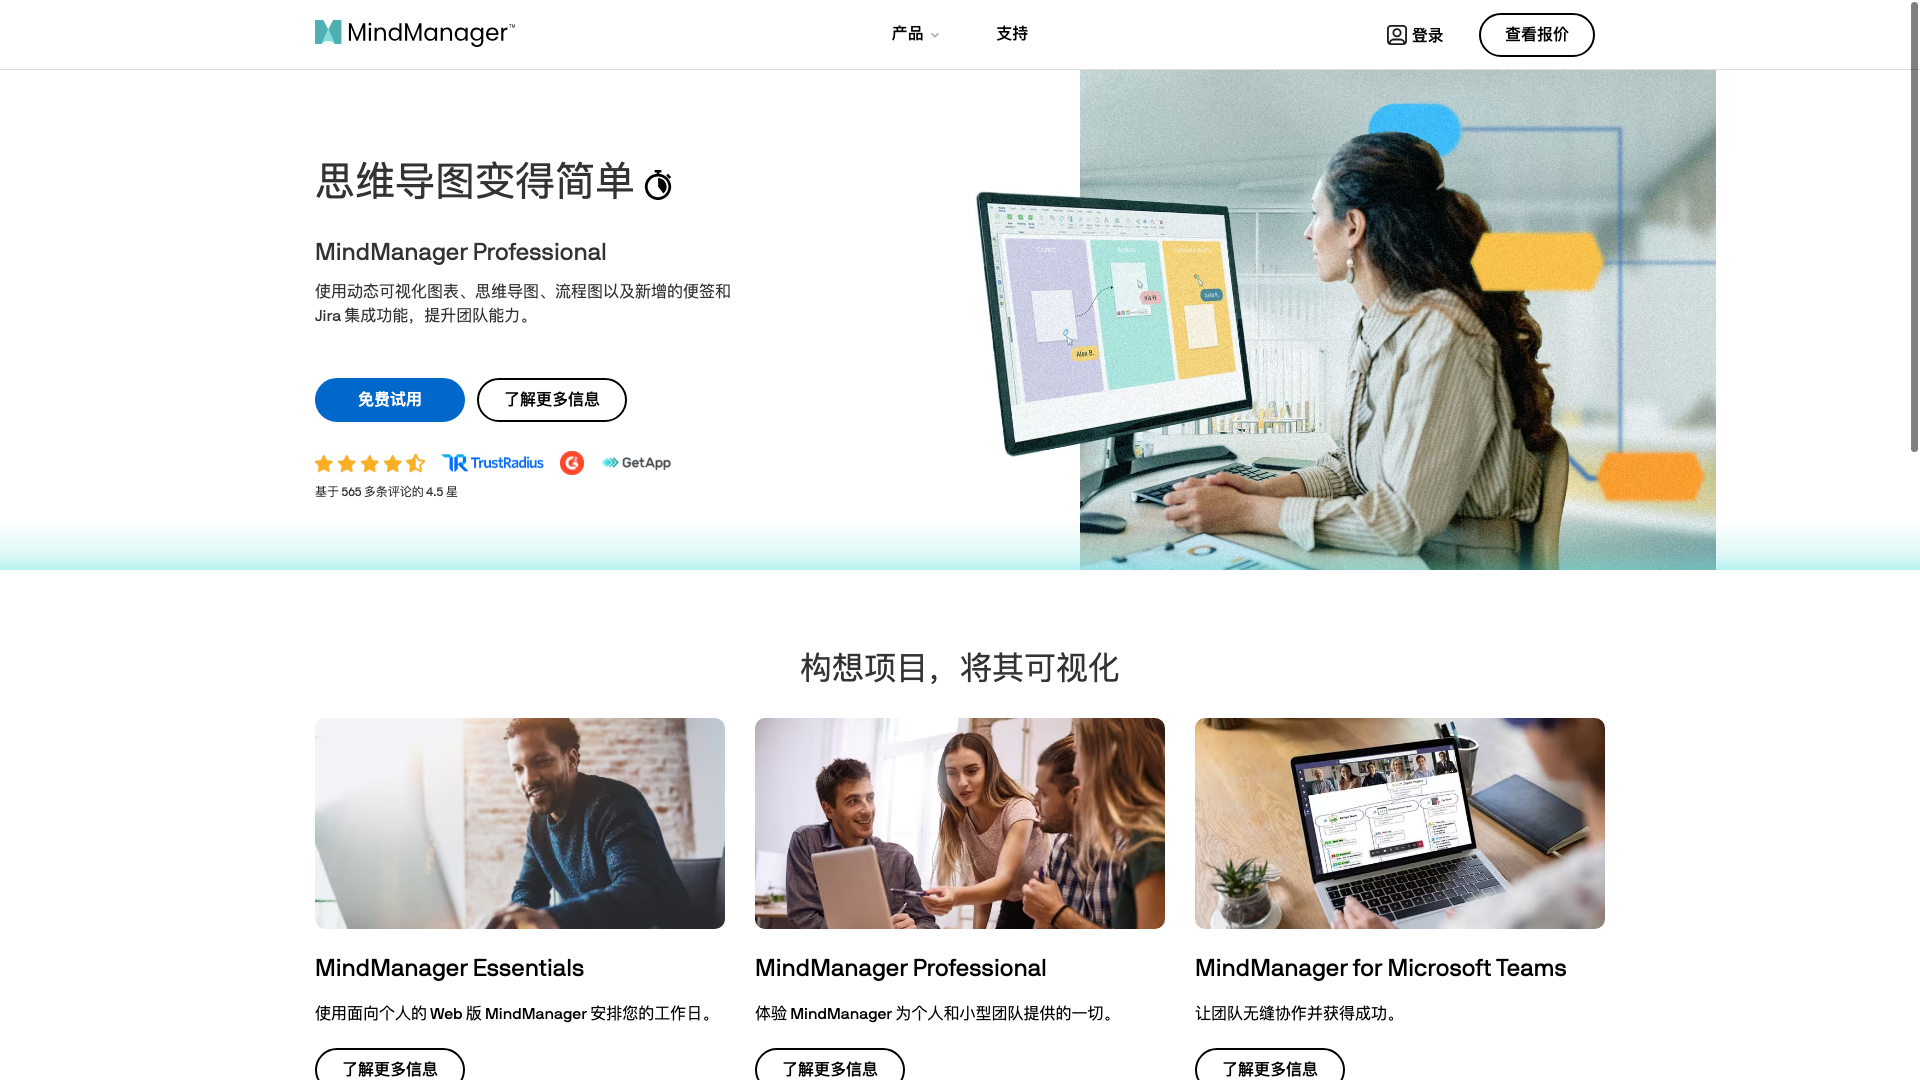 MindManager™
产品
支持
登录
查看报价
思维导图变得简单
MindManager Professional
使用动态可视化图表、思维导图、流程图以及新增的便签和
Jira 集成功能，提升团队能力。
免费试用
了解更多信息
TrustRadius
GetApp
基于 565 多条评论的 4.5 星
Alex B.
构想项目，将其可视化
MindManager Essentials
使用面向个人的 Web 版 MindManager 安排您的工作日。
了解更多信息
MindManager Professional
体验 MindManager 为个人和小型团队提供的一切。
了解更多信息
MindManager for Microsoft Teams
让团队无缝协作并获得成功。
了解更多信息